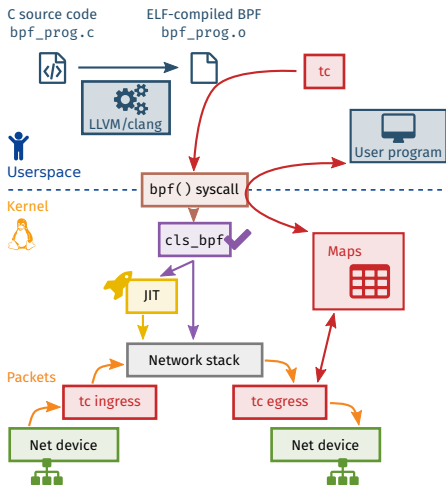 C source code
bpf_prog.c
ELF-compiled BPF
bpf_prog.o
tc
LLVM/clang
User program
Userspace
bpf() syscall
Kernel
cls_bpf
Maps
JIT
Network stack
Packets
tc ingress
tc egress
Net device
Net device